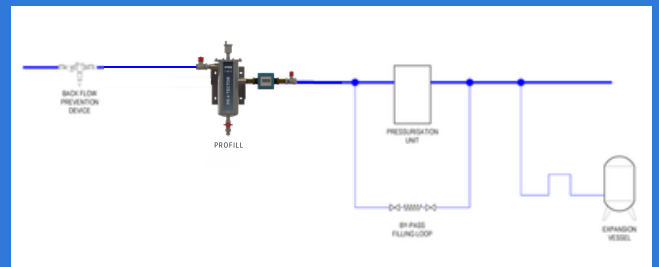 BACK FLOW
PREVENTION
DEVICE
PROFILL
PRESSURISATION
UNIT
BY-PASS
FILLING LOOP
EXPANSION
VESSEL